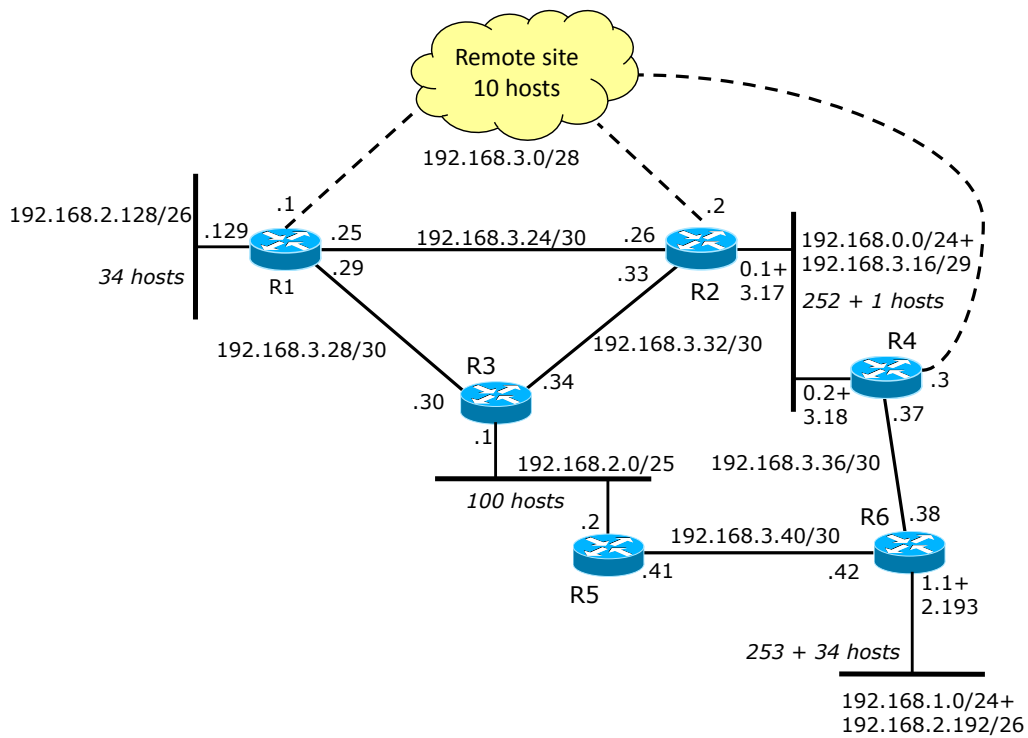 Remote site
10 hosts
192.168.3.0/28
192.168.2.128/26
.1
.2
.129
.25
192.168.3.24/30
.26
192.168.0.0/24+
192.168.3.16/29
34 hosts
R1
.29
.33
R2
0.1+
3.17
252 + 1 hosts
192.168.3.28/30
192.168.3.32/30
R4
R3
.30
.34
.3
0.2+
3.18
.37
.1
192.168.2.0/25
192.168.3.36/30
100 hosts
.2
192.168.3.40/30
R6
.38
R5
.41
.42
1.1+
2.193
253 + 34 hosts
192.168.1.0/24+
192.168.2.192/26